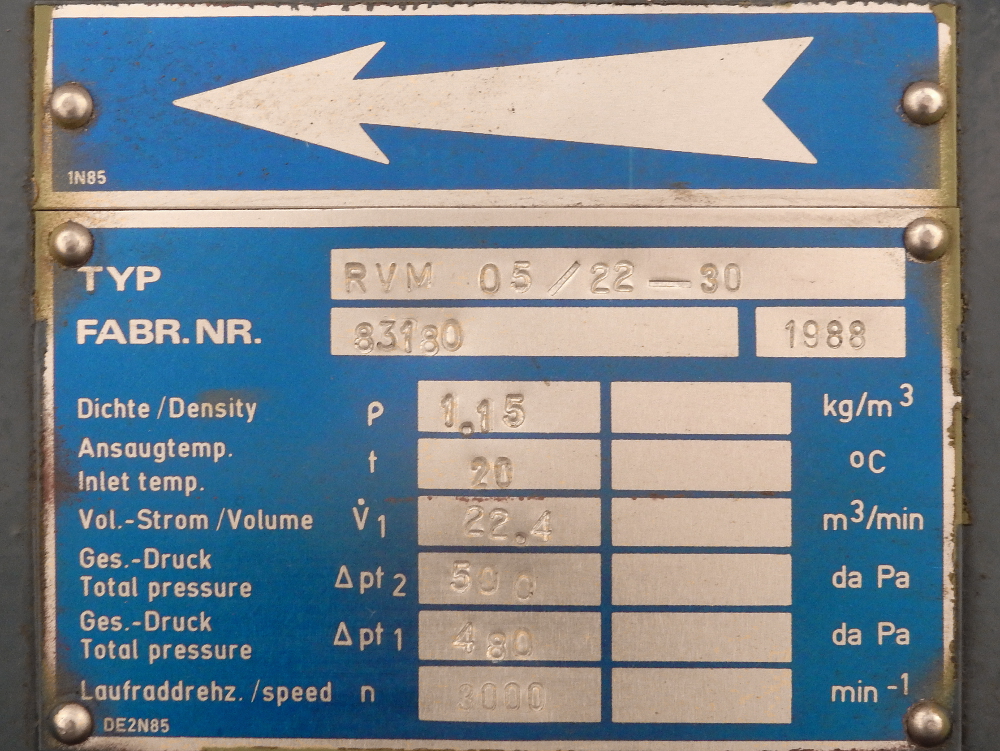 1N85
TYP RVM 05/22—30
FABR.NR. 83180 1988
Dichte/Density ρ 1.15 kg/m³
Ansaugtemp.
Inlet temp. t 20 °C
Vol.-Strom/Volume V̇1 22.4 m³/min
Ges.-Druck
Total pressure Δpt2 500 da Pa
Ges.-Druck
Total pressure Δpt1 480 da Pa
Laufraddrehz./speed n 3000 min⁻¹
DE2N85